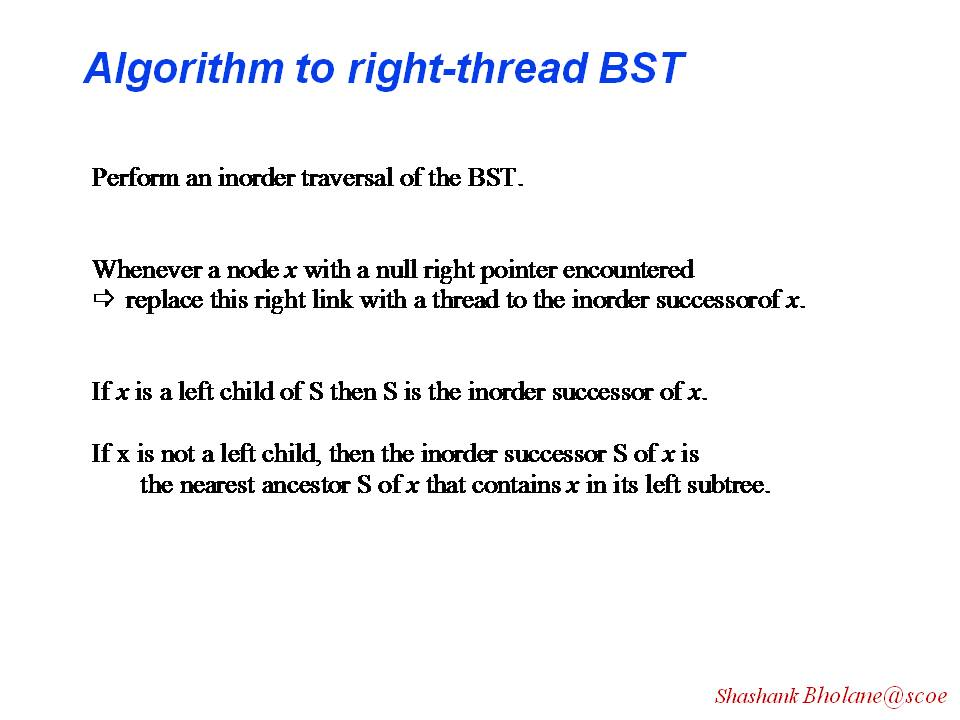 Algorithm to right-thread BST
Perform an inorder traversal of the BST.
Whenever a node x with a null right pointer encountered
⇨ replace this right link with a thread to the inorder successorof x.
If x is a left child of S then S is the inorder successor of x.
If x is not a left child, then the inorder successor S of x is
the nearest ancestor S of x that contains x in its left subtree.
Shashank Bholane@scoe